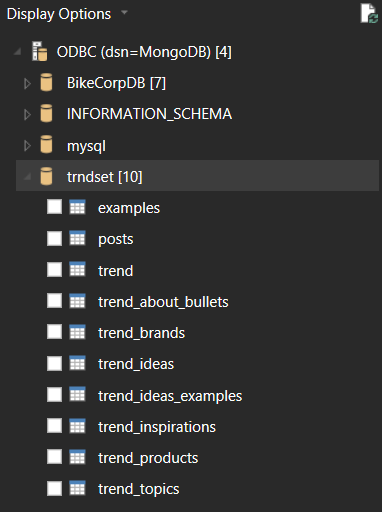 Display Options
ODBC (dsn=MongoDB) [4]
BikeCorpDB [7]
INFORMATION_SCHEMA
mysql
trndset [10]
examples
posts
trend
trend_about_bullets
trend_brands
trend_ideas
trend_ideas_examples
trend_inspirations
trend_products
trend_topics